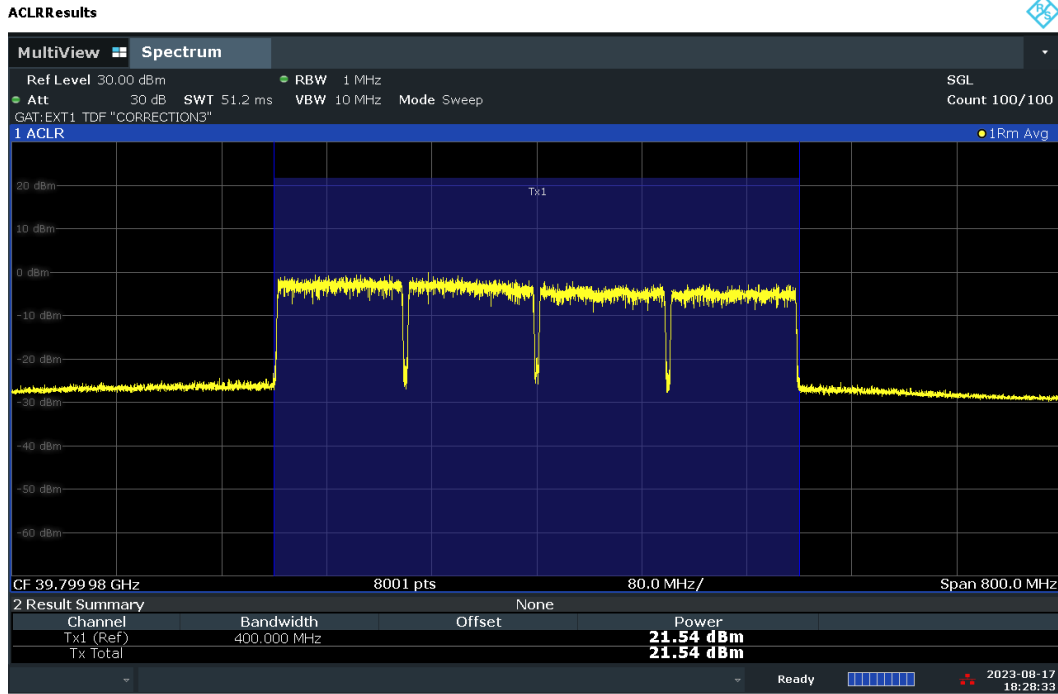 ACLRResults
R&S
MultiView Spectrum
Ref Level 30.00 dBm RBW 1 MHz SGL
Att 30 dB SWT 51.2 ms VBW 10 MHz Mode Sweep Count 100/100
GAT:EXT1 TDF "CORRECTION3"
1 ACLR 1Rm Avg
Tx1
20 dBm
10 dBm
0 dBm
-10 dBm
-20 dBm
-30 dBm
-40 dBm
-50 dBm
-60 dBm
CF 39.79998 GHz 8001 pts 80.0 MHz/ Span 800.0 MHz
2 Result Summary None
Channel Bandwidth Offset Power
Tx1 (Ref) 400.000 MHz 21.54 dBm
Tx Total 21.54 dBm
Ready 2023-08-17
18:28:33